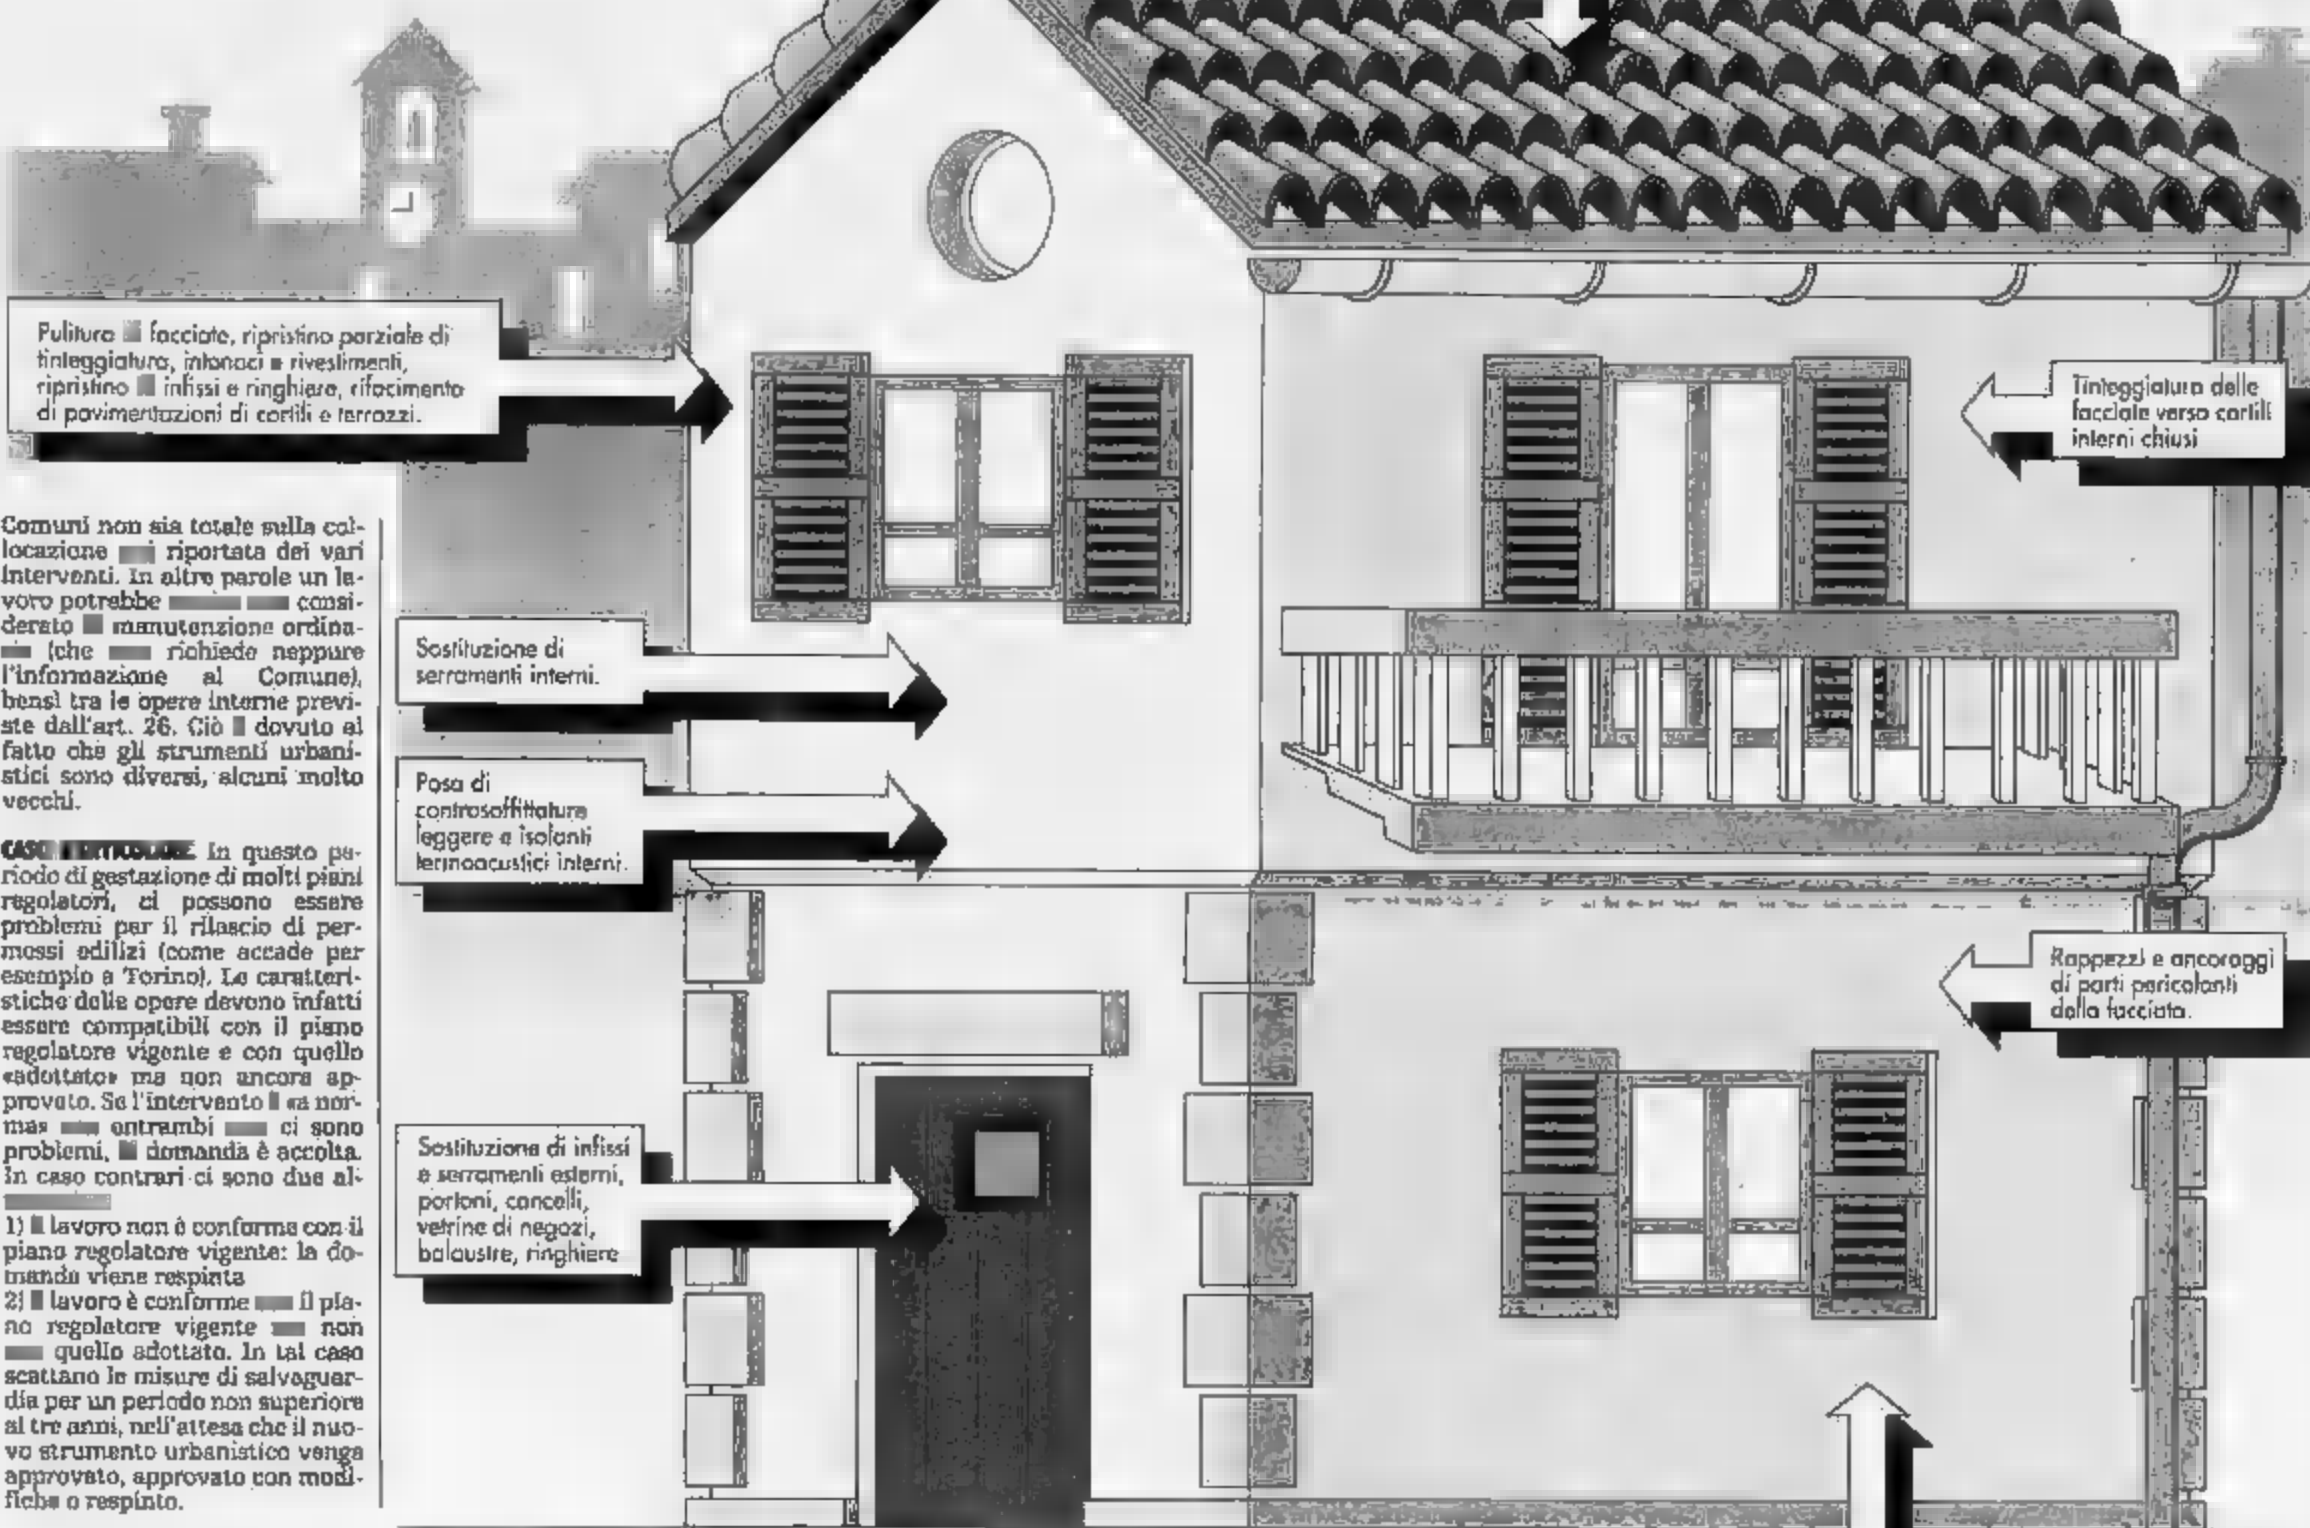 Pulitura facciate, ripristino parziale di
tinteggiatura, intonaci e rivestimenti,
ripristino infissi e ringhiere, rifacimento
di pavimentazioni di cortili e terrazzi.
Comuni non sia totale sulla col-
locazione riportata dei vari
interventi. In altre parole un la-
voro potrebbe consi-
derato manutenzione ordina-
(che richiede neppure
l'informazione al Comune),
bensì tra le opere interne previ-
ste dall'art. 26. Ciò dovuto al
fatto che gli strumenti urbani-
stici sono diversi, alcuni molto
vecchi.
In questo pe-
riodo di gestazione di molti piani
regolatori, ci possono essere
problemi per il rilascio di per-
messi edilizi (come accade per
esempio a Torino). Le caratteri-
stiche delle opere devono infatti
essere compatibili con il piano
regolatore vigente e con quello
«adottato» ma non ancora ap-
provato. Se l'intervento «a nor-
ma» entrambi ci sono
problemi, domanda è accolta.
In caso contrari ci sono due al-
1) lavoro non è conforme con il
piano regolatore vigente: la do-
manda viene respinta
2) lavoro è conforme il pia-
no regolatore vigente non
quello adottato. In tal caso
scattano le misure di salvaguar-
dia per un periodo non superiore
ai tre anni, nell'attesa che il nuo-
vo strumento urbanistico venga
approvato, approvato con modi-
fiche o respinto.
Sostituzione di
serramenti interni.
Posa di
controsoffittature
leggere e isolanti
termoacustici interni.
Sostituzione di infissi
e serramenti esterni,
portoni, cancelli,
vetrine di negozi,
balaustre, ringhiere
Tinteggiatura delle
facciate verso cortili
interni chiusi
Rappezzi e ancoraggi
di parti pericolanti
della facciata.